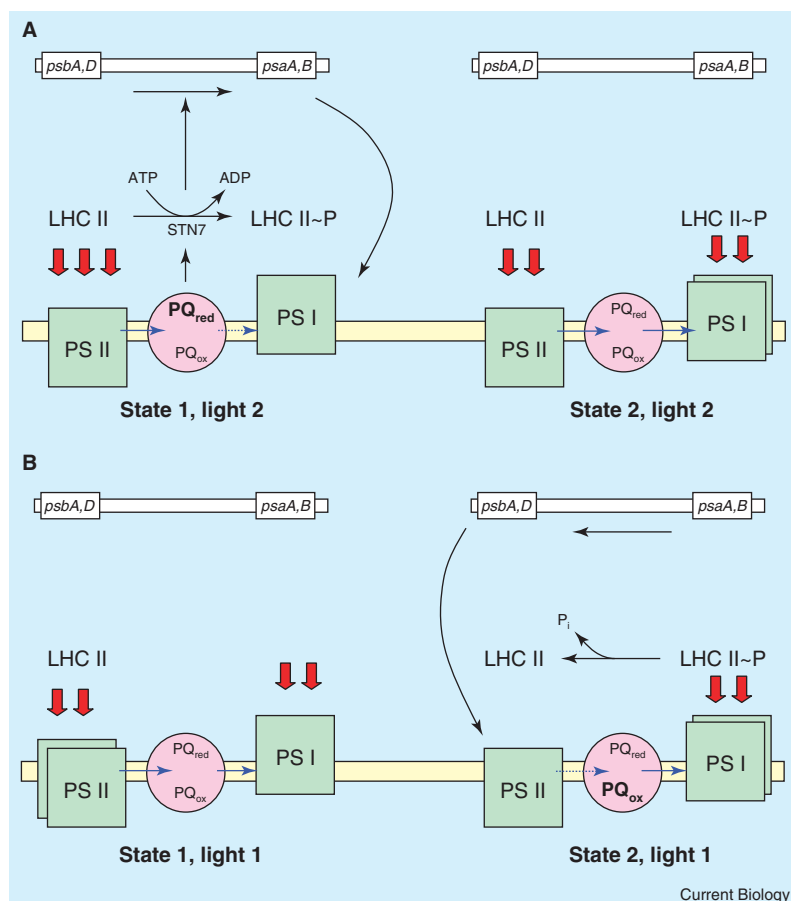 A
psbA,D psaA,B psbA,D psaA,B
ATP ADP
LHC II LHC II~P LHC II LHC II~P
STN7
PQred PS I PQred PS I
PS II PQox PS II PQox
State 1, light 2 State 2, light 2
B
psbA,D psaA,B psbA,D psaA,B
Pi
LHC II LHC II LHC II~P
PQred PS I PQred PS I
PS II PQox PS II PQox
State 1, light 1 State 2, light 1
Current Biology